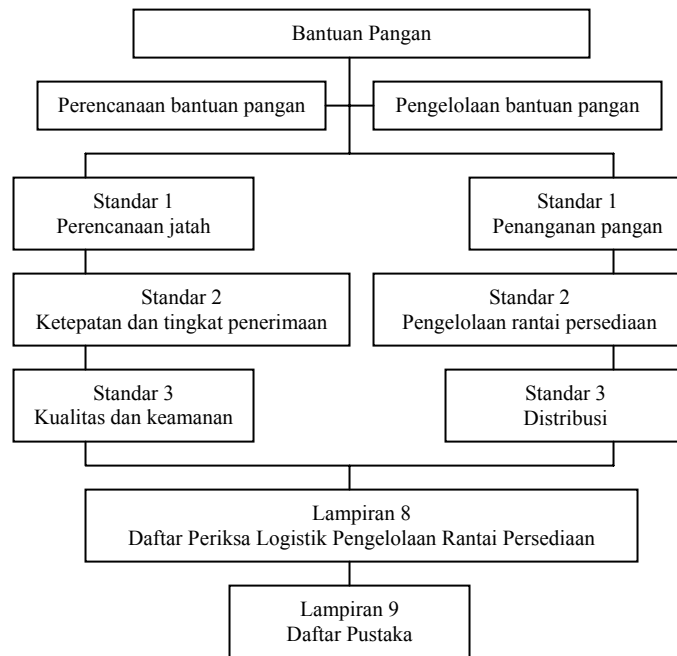 Bantuan Pangan
Perencanaan bantuan pangan
Pengelolaan bantuan pangan
Standar 1
Perencanaan jatah
Standar 1
Penanganan pangan
Standar 2
Ketepatan dan tingkat penerimaan
Standar 2
Pengelolaan rantai persediaan
Standar 3
Kualitas dan keamanan
Standar 3
Distribusi
Lampiran 8
Daftar Periksa Logistik Pengelolaan Rantai Persediaan
Lampiran 9
Daftar Pustaka